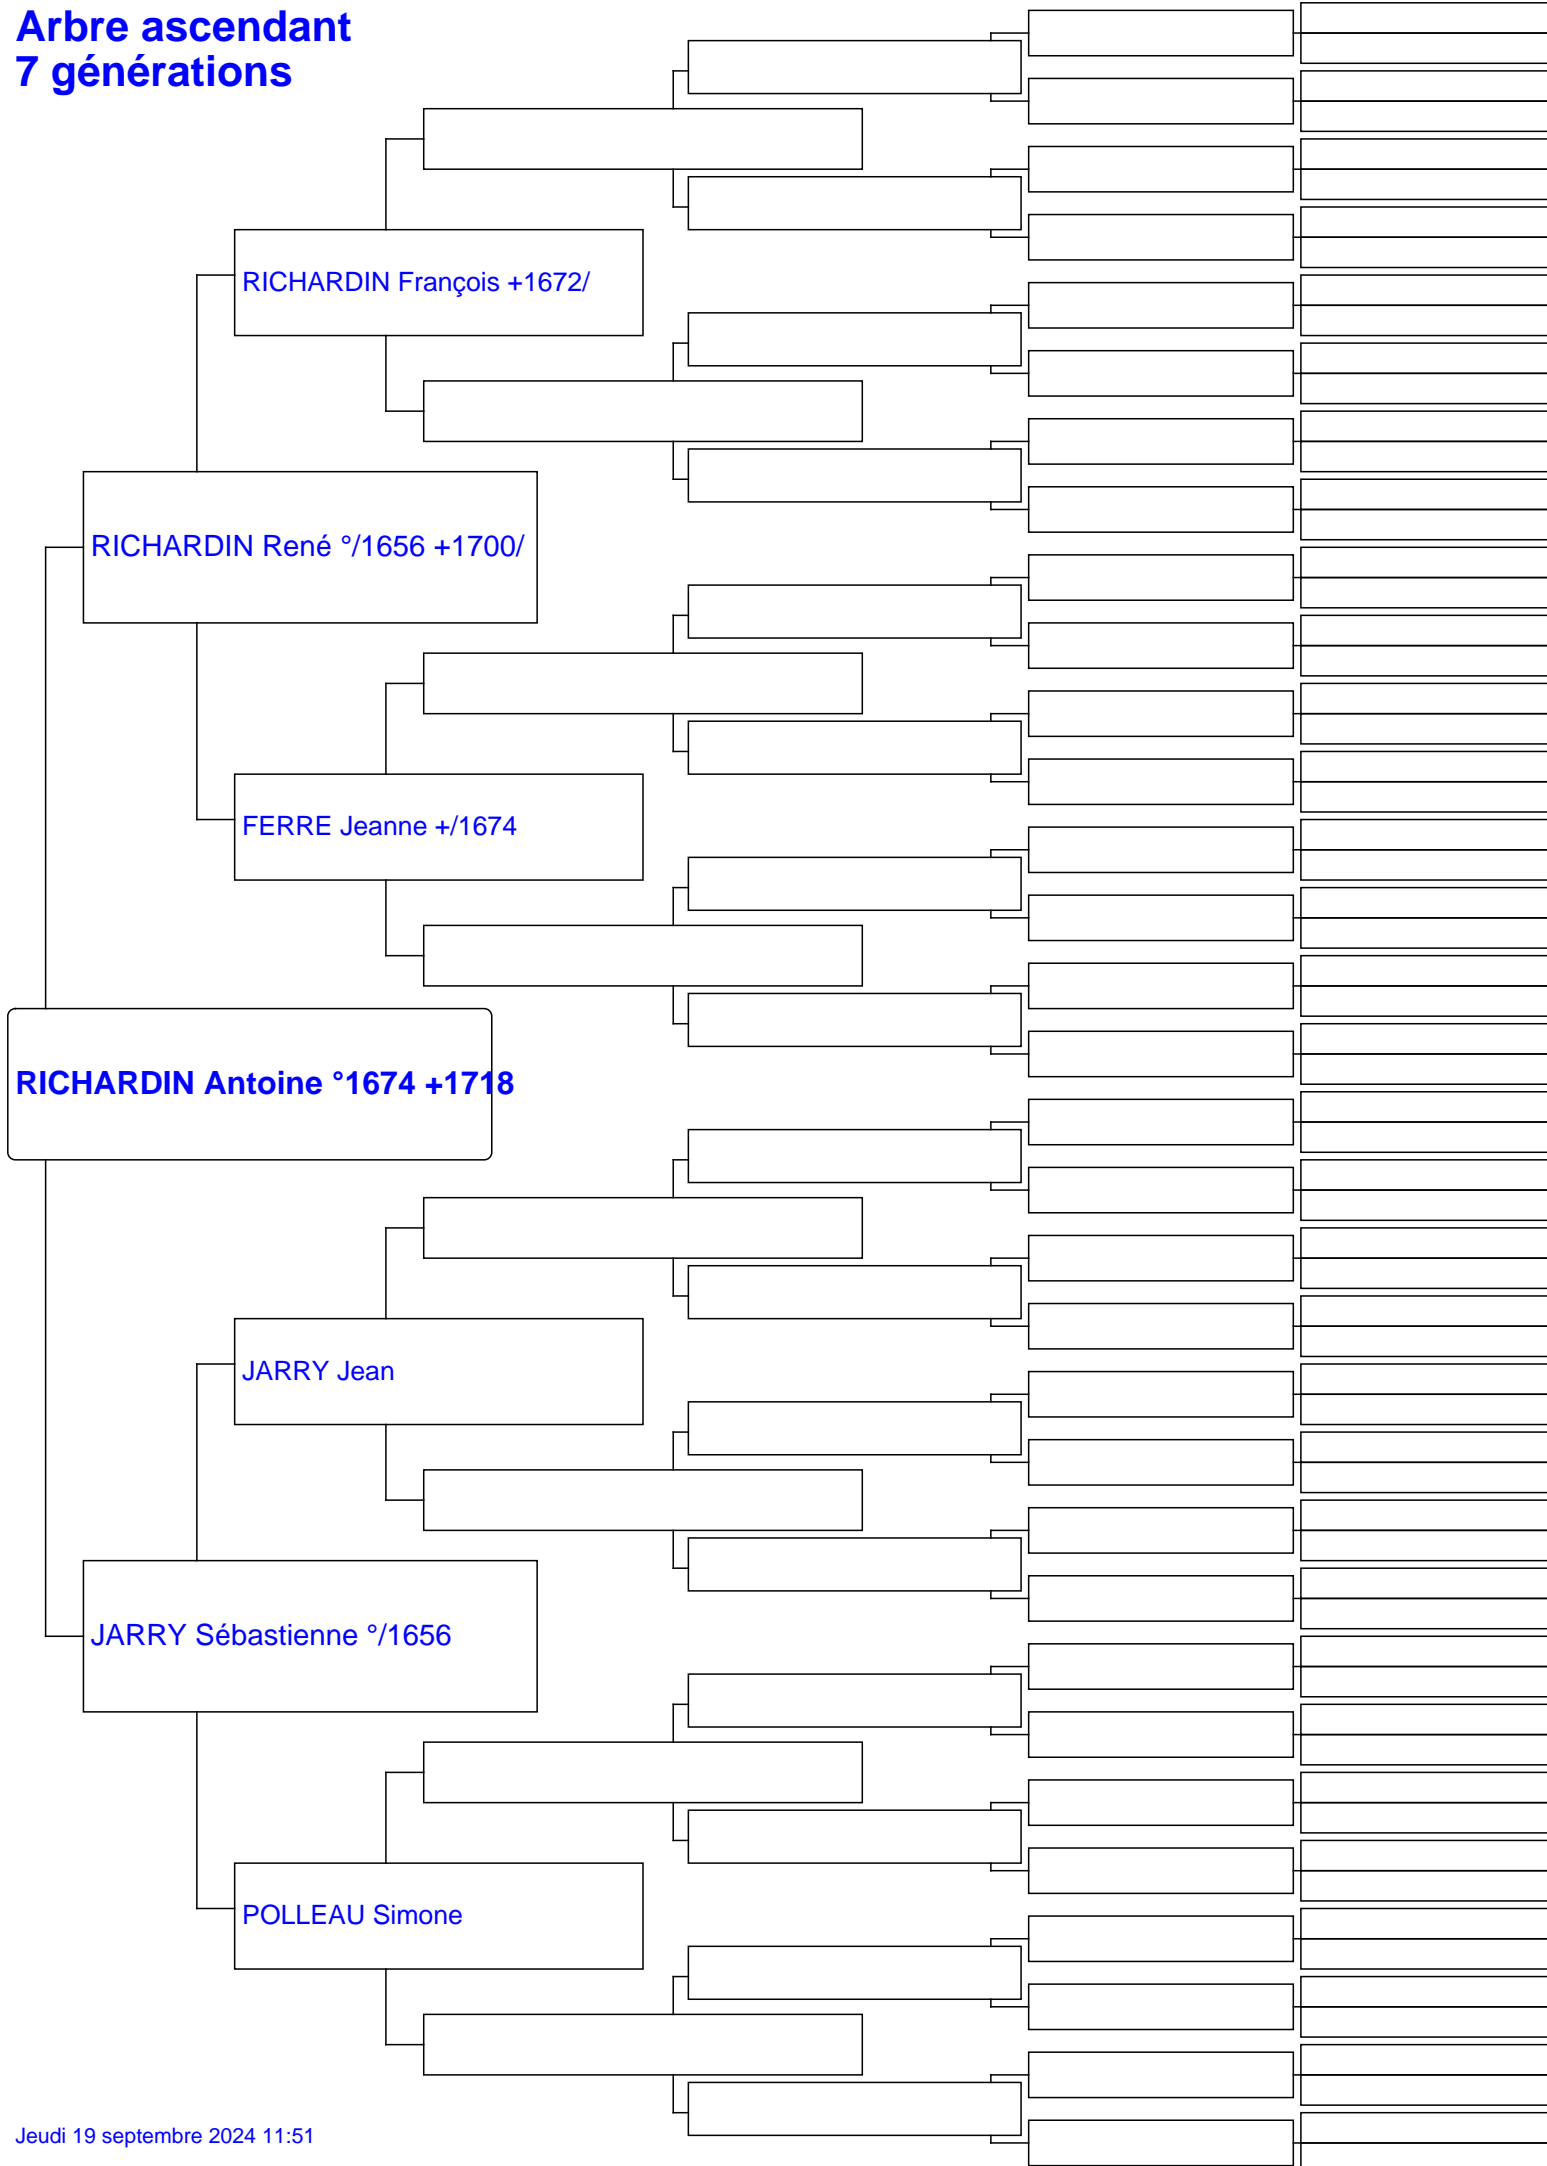 Arbre ascendant
7 générations
RICHARDIN François +1672/
RICHARDIN René °/1656 +1700/
FERRE Jeanne +/1674
RICHARDIN Antoine °1674 +1718
JARRY Jean
JARRY Sébastienne °/1656
POLLEAU Simone
Jeudi 19 septembre 2024 11:51